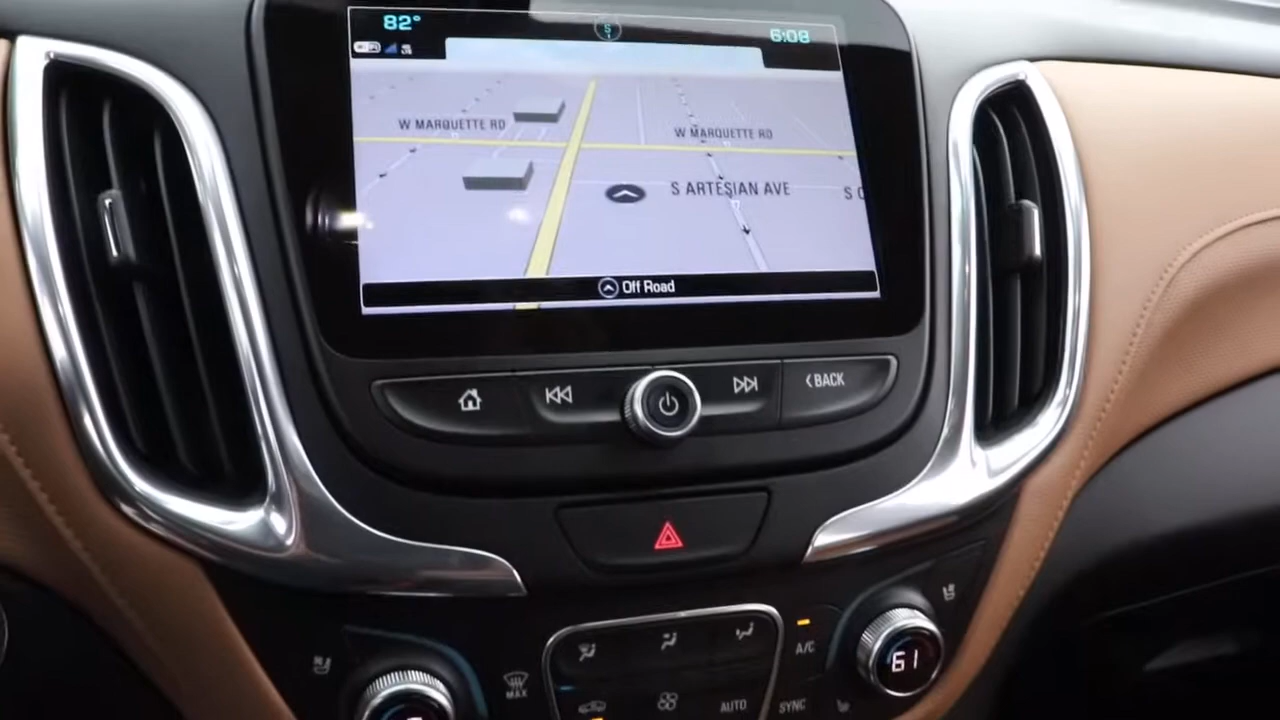 82°
S
6:08
W MARQUETTE RD
W MARQUETTE RD
S ARTESIAN AVE
Off Road
BACK
MAX
A/C
61
AUTO
SYNC